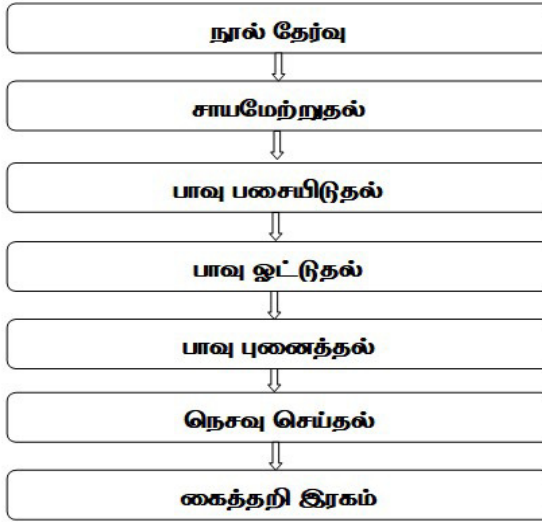 நூல் தேர்வு
சாயமேற்றுதல்
பாவு பசையிடுதல்
பாவு ஓட்டுதல்
பாவு புனைத்தல்
நெசவு செய்தல்
கைத்தறி இரகம்